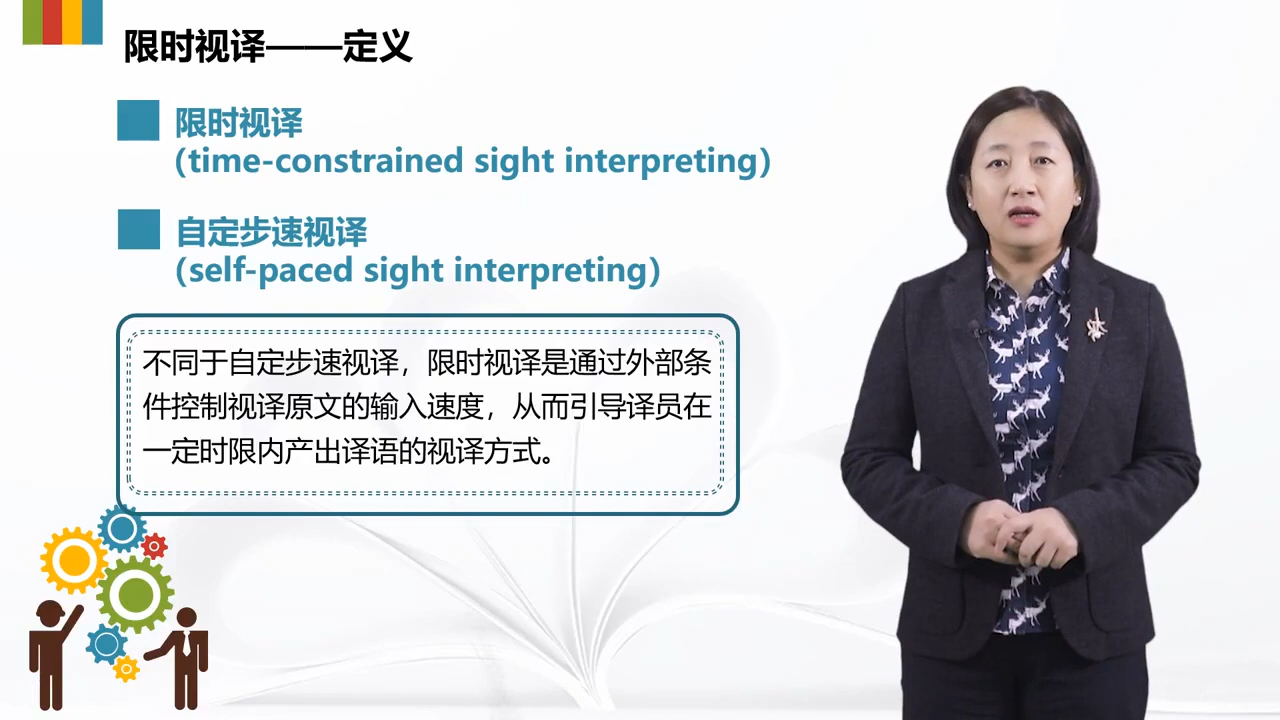 限时视译——定义
限时视译
(time-constrained sight interpreting)
自定步速视译
(self-paced sight interpreting)
不同于自定步速视译，限时视译是通过外部条
件控制视译原文的输入速度，从而引导译员在
一定时限内产出译语的视译方式。